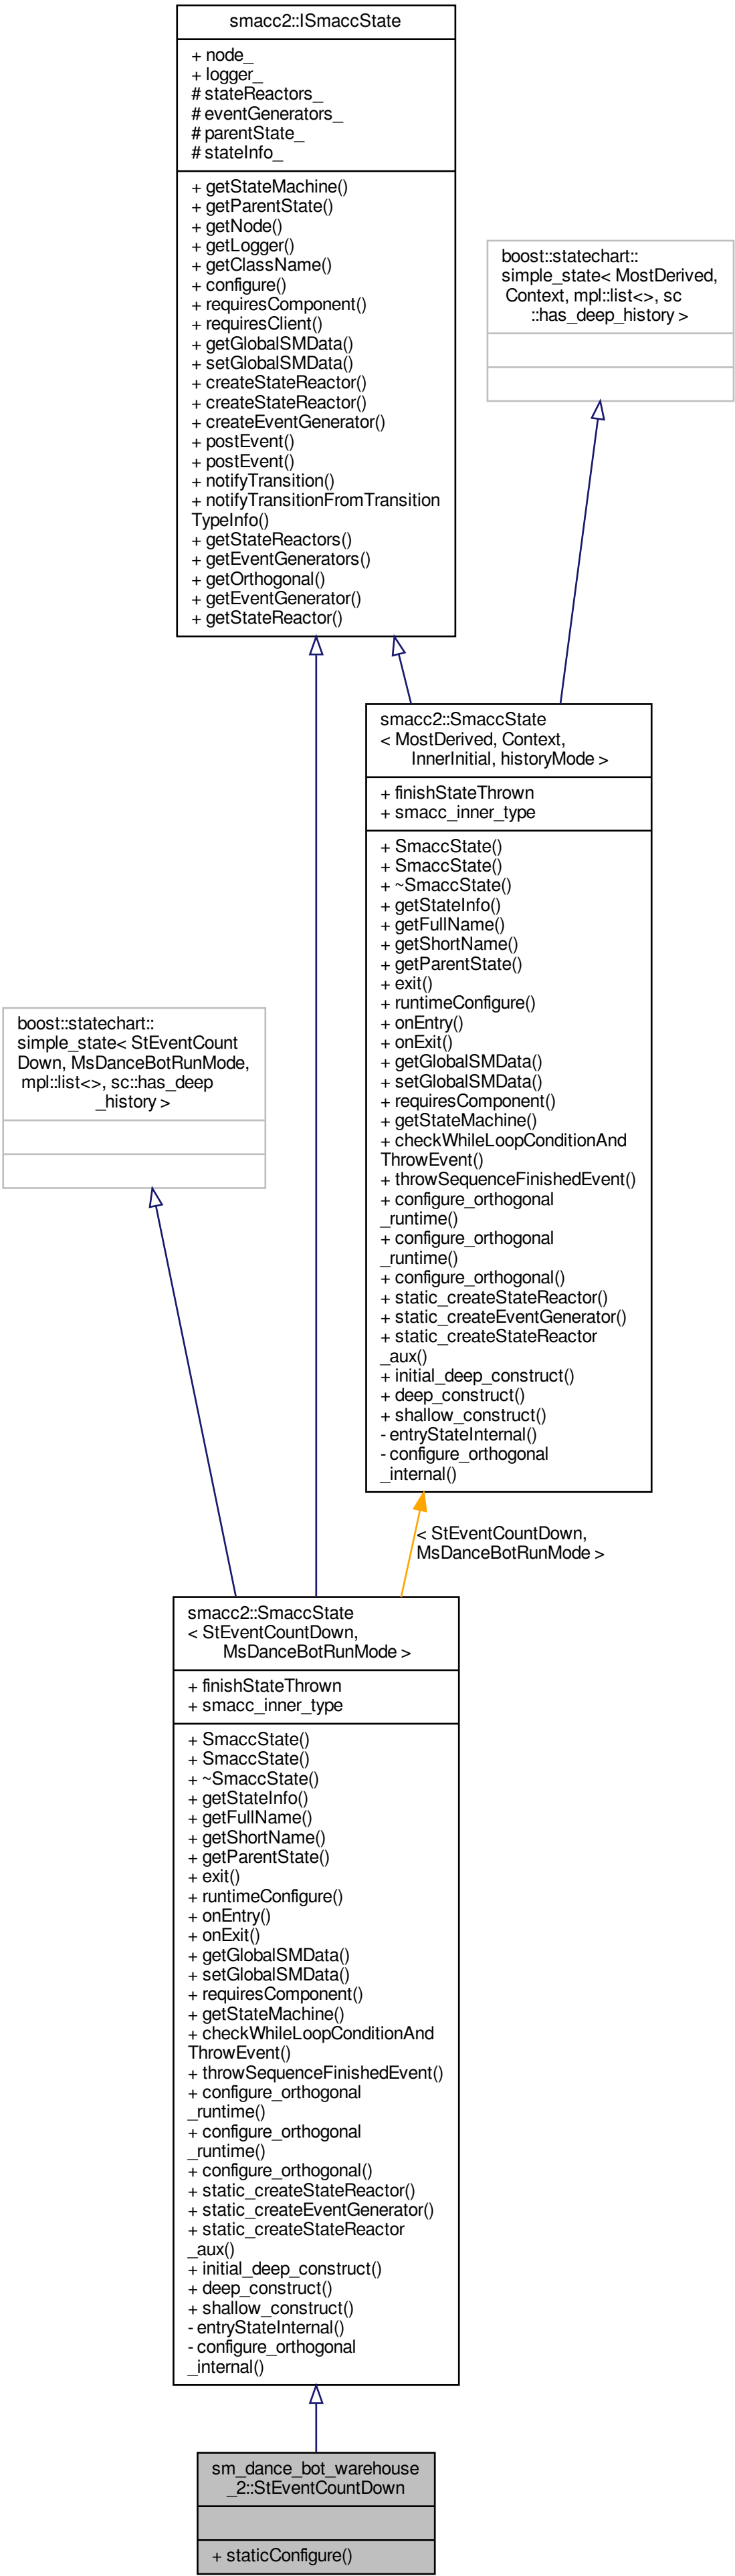 smacc2::ISmaccState
+ node_
+ logger_
# stateReactors_
# eventGenerators_
# parentState_
# stateInfo_
+ getStateMachine()
+ getParentState()
+ getNode()
+ getLogger()
+ getClassName()
+ configure()
+ requiresComponent()
+ requiresClient()
+ getGlobalSMData()
+ setGlobalSMData()
+ createStateReactor()
+ createStateReactor()
+ createEventGenerator()
+ postEvent()
+ postEvent()
+ notifyTransition()
+ notifyTransitionFromTransition
TypeInfo()
+ getStateReactors()
+ getEventGenerators()
+ getOrthogonal()
+ getEventGenerator()
+ getStateReactor()
boost::statechart::
simple_state< MostDerived,
Context, mpl::list<>, sc
::has_deep_history >
smacc2::SmaccState
< MostDerived, Context,
InnerInitial, historyMode >
+ finishStateThrown
+ smacc_inner_type
+ SmaccState()
+ SmaccState()
+ ~SmaccState()
+ getStateInfo()
+ getFullName()
+ getShortName()
+ getParentState()
+ exit()
+ runtimeConfigure()
+ onEntry()
+ onExit()
+ getGlobalSMData()
+ setGlobalSMData()
+ requiresComponent()
+ getStateMachine()
+ checkWhileLoopConditionAnd
ThrowEvent()
+ throwSequenceFinishedEvent()
+ configure_orthogonal
_runtime()
+ configure_orthogonal
_runtime()
+ configure_orthogonal()
+ static_createStateReactor()
+ static_createEventGenerator()
+ static_createStateReactor
_aux()
+ initial_deep_construct()
+ deep_construct()
+ shallow_construct()
- entryStateInternal()
- configure_orthogonal
_internal()
boost::statechart::
simple_state< StEventCount
Down, MsDanceBotRunMode,
mpl::list<>, sc::has_deep
_history >
< StEventCountDown,
MsDanceBotRunMode >
smacc2::SmaccState
< StEventCountDown,
MsDanceBotRunMode >
+ finishStateThrown
+ smacc_inner_type
+ SmaccState()
+ SmaccState()
+ ~SmaccState()
+ getStateInfo()
+ getFullName()
+ getShortName()
+ getParentState()
+ exit()
+ runtimeConfigure()
+ onEntry()
+ onExit()
+ getGlobalSMData()
+ setGlobalSMData()
+ requiresComponent()
+ getStateMachine()
+ checkWhileLoopConditionAnd
ThrowEvent()
+ throwSequenceFinishedEvent()
+ configure_orthogonal
_runtime()
+ configure_orthogonal
_runtime()
+ configure_orthogonal()
+ static_createStateReactor()
+ static_createEventGenerator()
+ static_createStateReactor
_aux()
+ initial_deep_construct()
+ deep_construct()
+ shallow_construct()
- entryStateInternal()
- configure_orthogonal
_internal()
sm_dance_bot_warehouse
_2::StEventCountDown
+ staticConfigure()